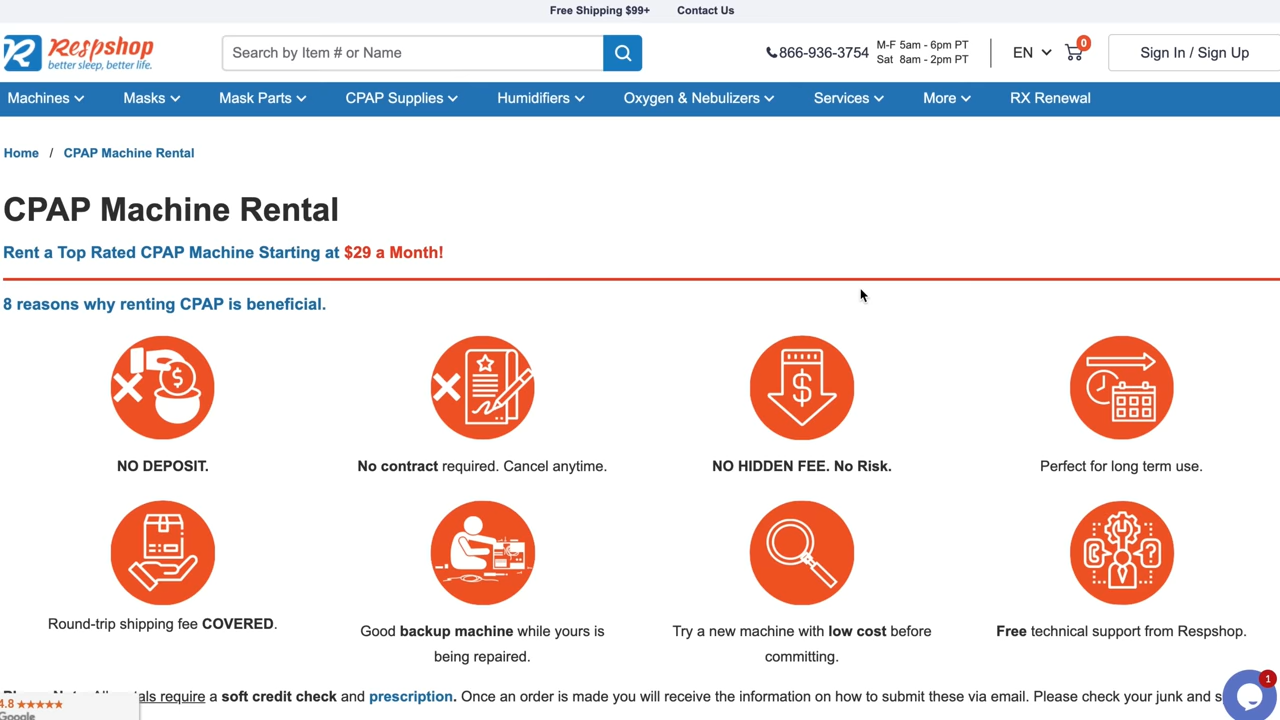 Free Shipping $99+ Contact Us
Respshop
better sleep, better life.
Search by Item # or Name
866-936-3754
M-F 5am - 6pm PT
Sat 8am - 2pm PT
EN
0
Sign In / Sign Up
Machines Masks Mask Parts CPAP Supplies Humidifiers Oxygen & Nebulizers Services More RX Renewal
Home / CPAP Machine Rental
CPAP Machine Rental
Rent a Top Rated CPAP Machine Starting at $29 a Month!
8 reasons why renting CPAP is beneficial.
NO DEPOSIT.
No contract required. Cancel anytime.
NO HIDDEN FEE. No Risk.
Perfect for long term use.
Round-trip shipping fee COVERED.
Good backup machine while yours is
being repaired.
Try a new machine with low cost before
committing.
Free technical support from Respshop.
require a soft credit check and prescription. Once an order is made you will receive the information on how to submit these via email. Please check your junk and
4.8 ★★★★★
Google
1